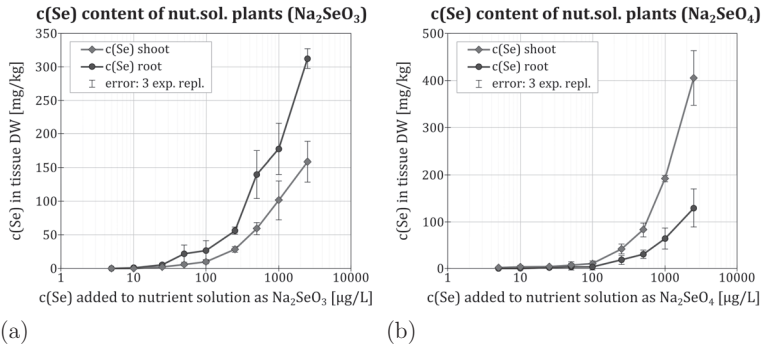 c(Se) content of nut.sol. plants (Na₂SeO₃)
c(Se) in tissue DW [mg/kg]
350
300
250
200
150
100
50
0
c(Se) shoot
c(Se) root
error: 3 exp. repl.
1
10
100
1000
10000
c(Se) added to nutrient solution as Na₂SeO₃ [µg/L]
(a)
c(Se) content of nut.sol. plants (Na₂SeO₄)
c(Se) in tissue DW [mg/kg]
500
400
300
200
100
0
c(Se) shoot
c(Se) root
error: 3 exp. repl.
1
10
100
1000
10000
c(Se) added to nutrient solution as Na₂SeO₄ [µg/L]
(b)